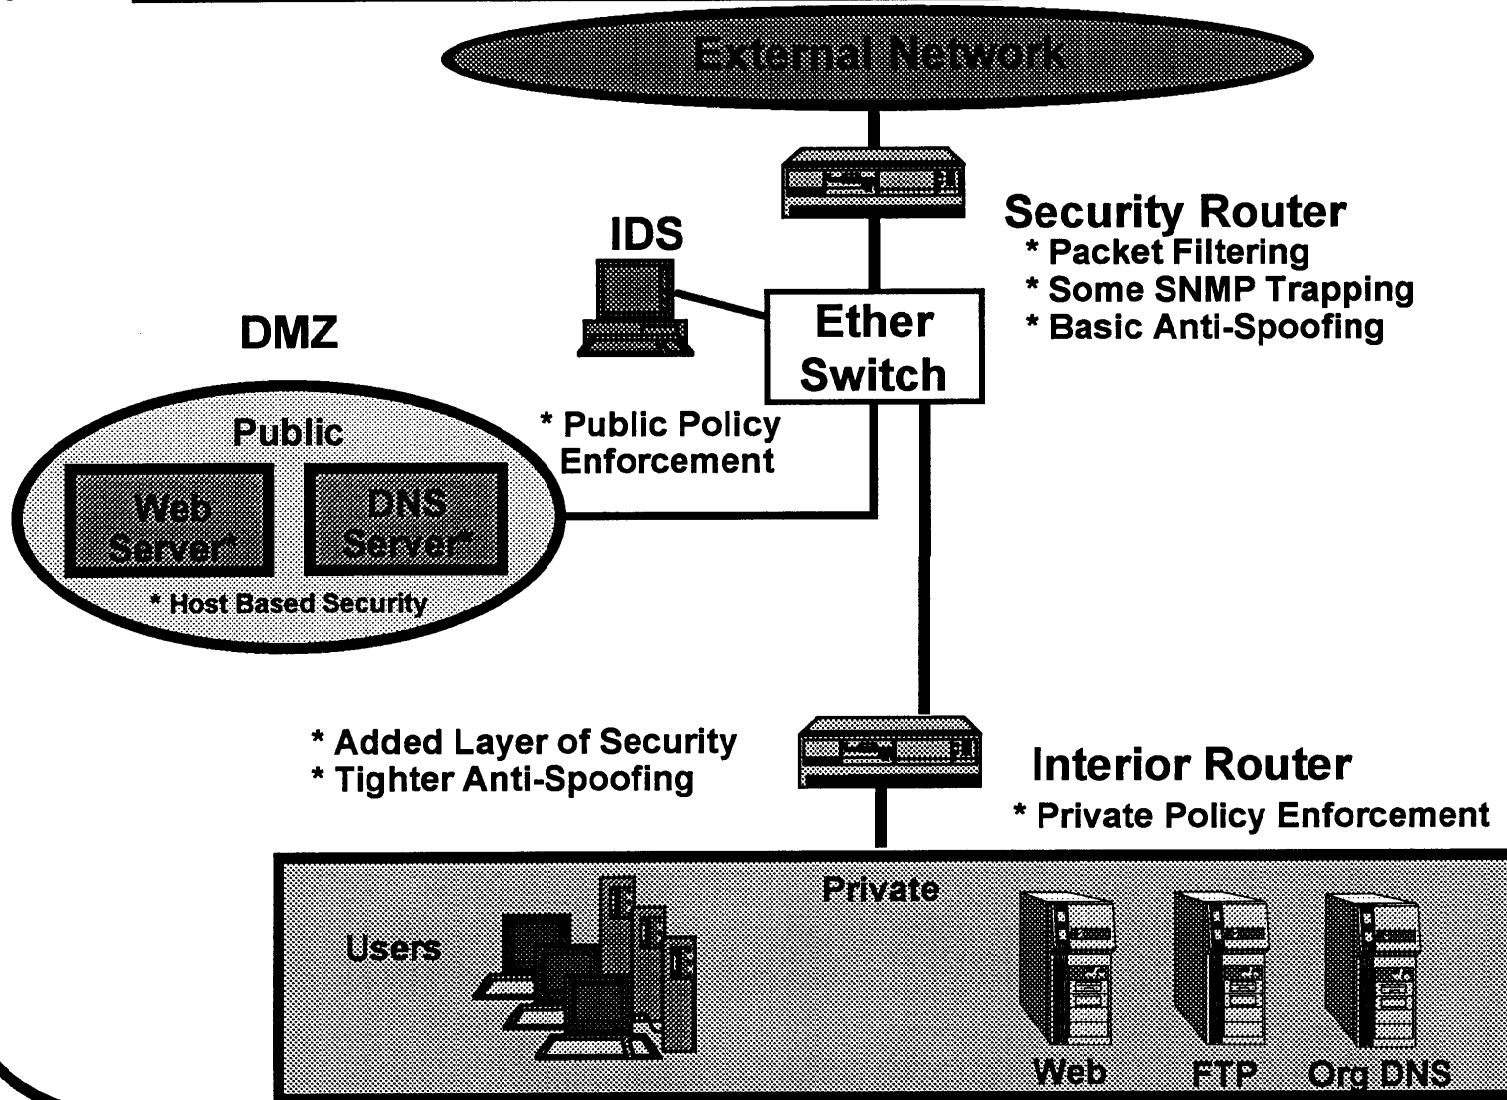 External Network
Security Router
* Packet Filtering
* Some SNMP Trapping
* Basic Anti-Spoofing
IDS
Ether
Switch
DMZ
* Public Policy
Enforcement
Public
Web
Server*
DNS
Server*
* Host Based Security
* Added Layer of Security
* Tighter Anti-Spoofing
Interior Router
* Private Policy Enforcement
Private
Users
Web
FTP
Org DNS